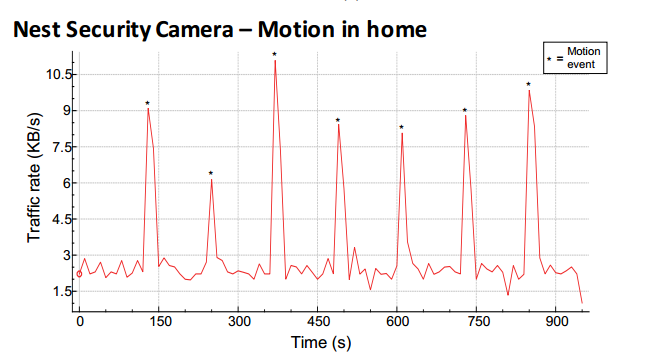 Nest Security Camera – Motion in home
* = Motion
event
10.5
9
7.5
6
4.5
3
1.5
Traffic rate (KB/s)
0 150 300 450 600 750 900
Time (s)